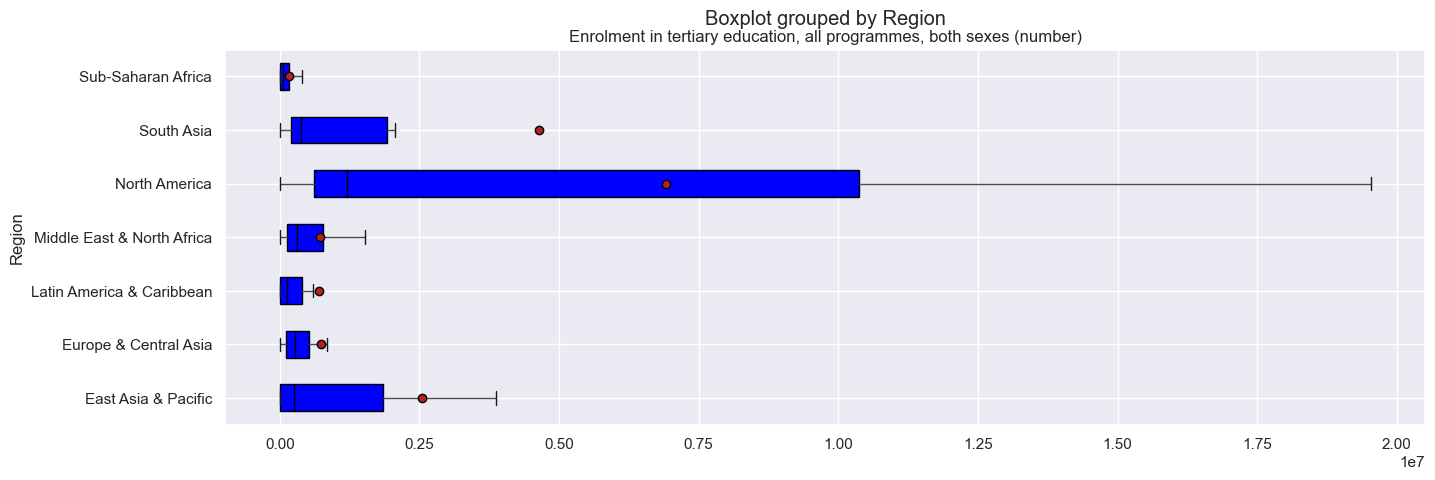 Boxplot grouped by Region
Enrolment in tertiary education, all programmes, both sexes (number)
Region
Sub-Saharan Africa
South Asia
North America
Middle East & North Africa
Latin America & Caribbean
Europe & Central Asia
East Asia & Pacific
0.00 0.25 0.50 0.75 1.00 1.25 1.50 1.75 2.00
1e7